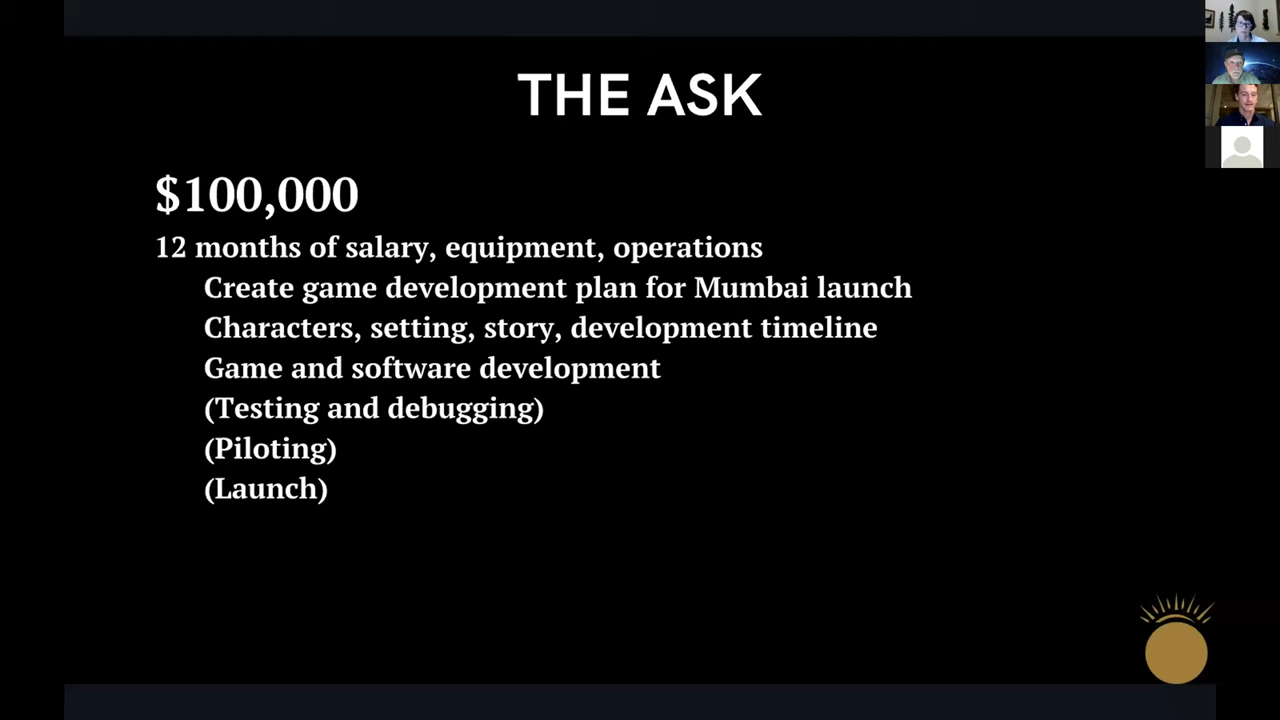 THE ASK
$100,000
12 months of salary, equipment, operations
Create game development plan for Mumbai launch
Characters, setting, story, development timeline
Game and software development
(Testing and debugging)
(Piloting)
(Launch)